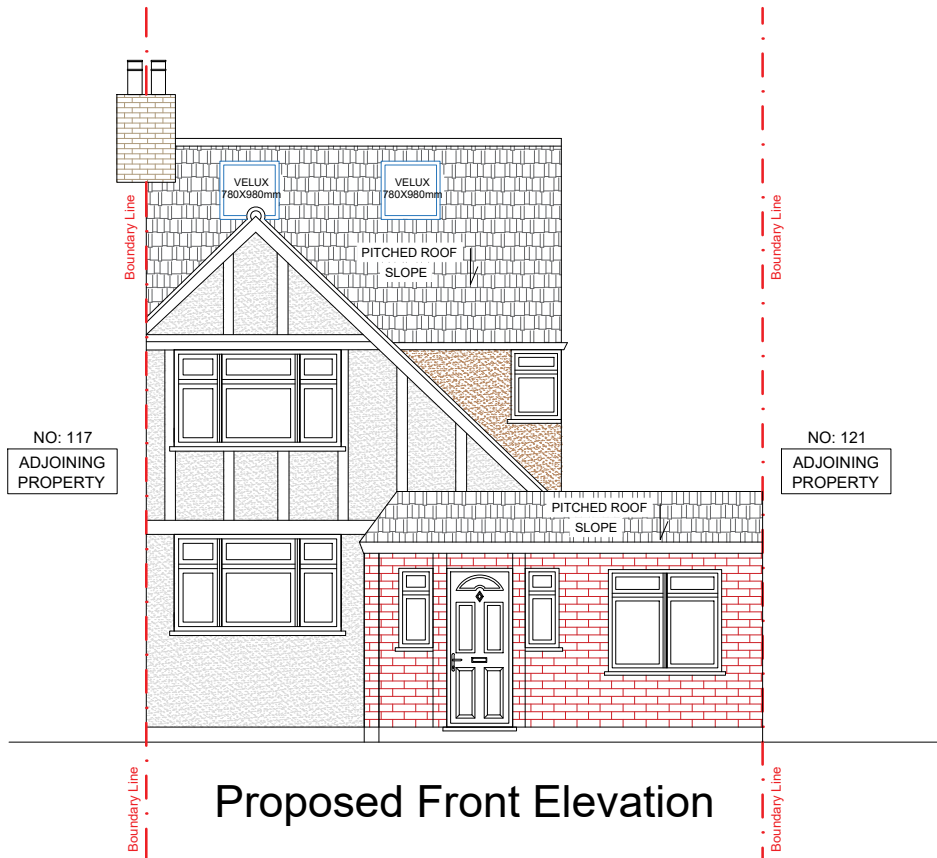 VELUX
780X980mm
VELUX
780X980mm
Boundary Line
Boundary Line
PITCHED ROOF
SLOPE
NO: 117
ADJOINING
PROPERTY
NO: 121
ADJOINING
PROPERTY
PITCHED ROOF
SLOPE
Boundary Line
Proposed Front Elevation
Boundary Line